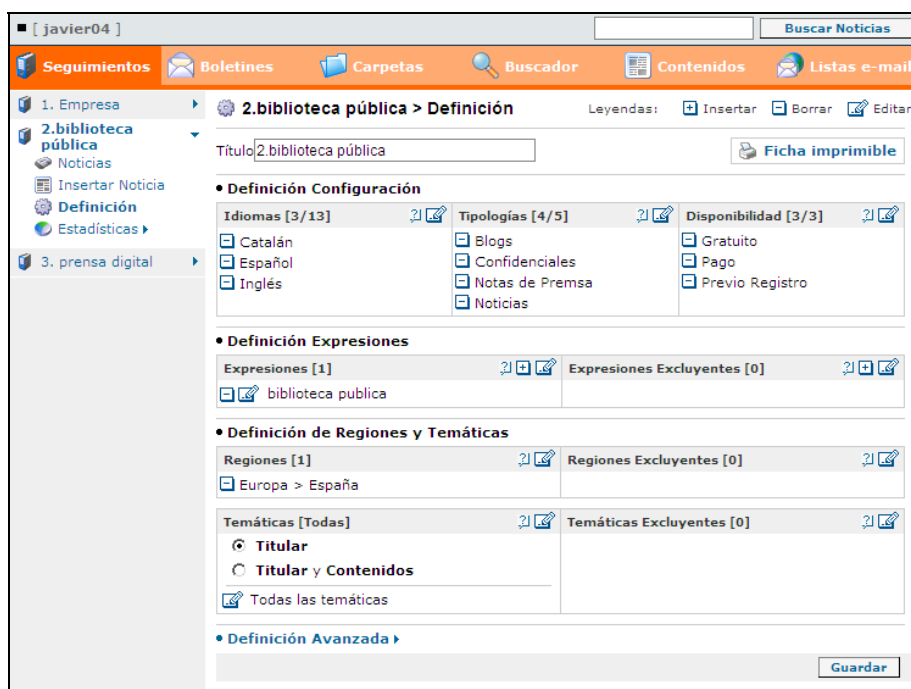 [ javier04 ]
Buscar Noticias
Seguimientos Boletines Carpetas Buscador Contenidos Listas e-mail
1. Empresa
2.biblioteca pública
Noticias
Insertar Noticia
Definición
Estadísticas
3. prensa digital
2.biblioteca pública > Definición Leyendas: Insertar Borrar Editar
Título 2.biblioteca pública
Ficha imprimible
Definición Configuración
Idiomas [3/13] Tipologías [4/5] Disponibilidad [3/3]
Catalán Blogs Gratuito
Español Confidenciales Pago
Inglés Notas de Premsa Previo Registro
Noticias
Definición Expresiones
Expresiones [1] Expresiones Excluyentes [0]
biblioteca publica
Definición de Regiones y Temáticas
Regiones [1] Regiones Excluyentes [0]
Europa > España
Temáticas [Todas] Temáticas Excluyentes [0]
Titular
Titular y Contenidos
Todas las temáticas
Definición Avanzada
Guardar